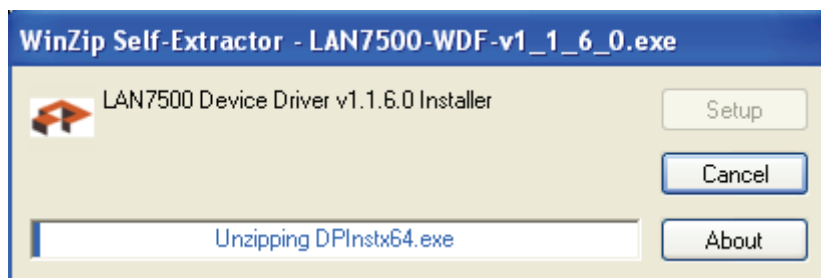 WinZip Self-Extractor - LAN7500-WDF-v1_1_6_0.exe
LAN7500 Device Driver v1.1.6.0 Installer
Setup
Cancel
Unzipping DPInstx64.exe
About